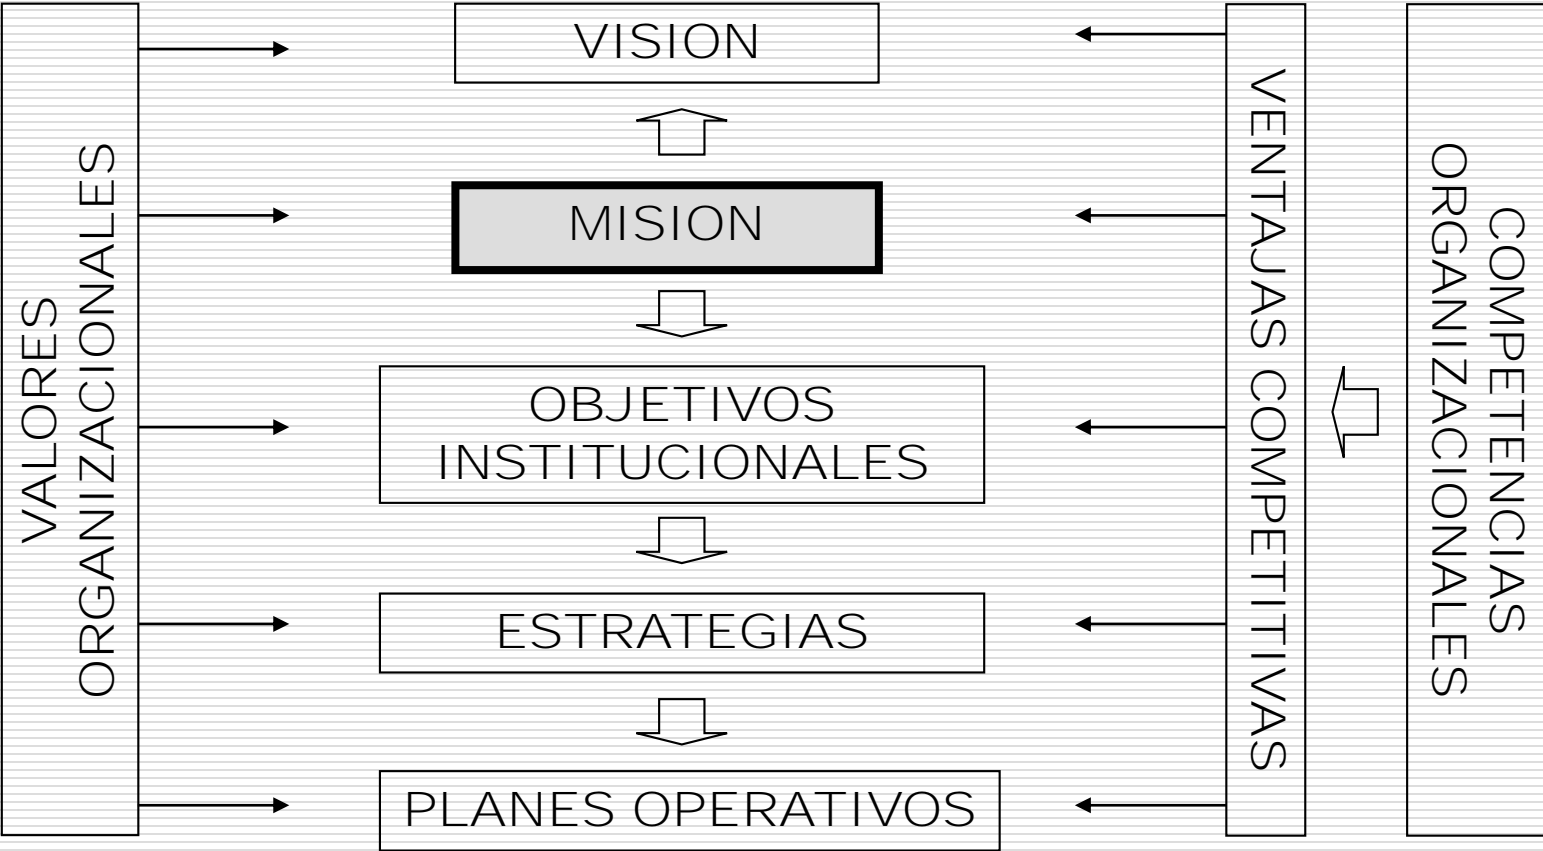 VALORES
ORGANIZACIONALES
VISION
MISION
OBJETIVOS
INSTITUCIONALES
ESTRATEGIAS
PLANES OPERATIVOS
VENTAJAS COMPETITIVAS
COMPETENCIAS
ORGANIZACIONALES